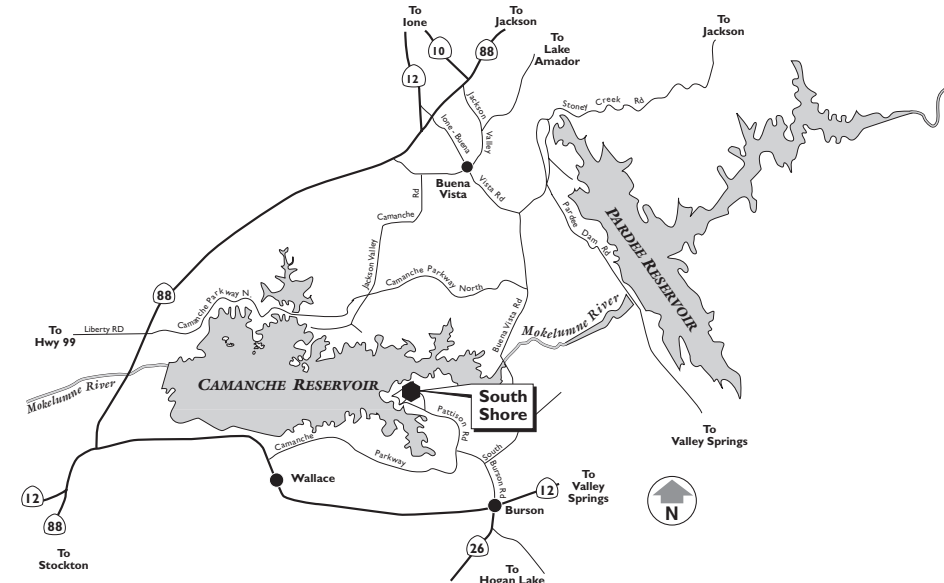 To
Ione
To
Jackson
To
Lake
Amador
To
Jackson
10
88
12
Stoney Creek Rd
Jackson
Valley
Ione - Buena
Vista Rd
Buena
Vista
Rd
Camanche
Jackson Valley
Pardee Dam Rd
PARDEE RESERVOIR
Camanche Parkway North
88
Camanche Parkway N
Liberty RD
To
Hwy 99
Buena Vista Rd
Mokelumne River
Mokelumne River
CAMANCHE RESERVOIR
South
Shore
Pattison
Rd
To
Valley Springs
Camanche
Parkway
South
Burson Rd
Wallace
12
88
To
Stockton
12
To
Valley
Springs
Burson
26
To
Hogan Lake
N